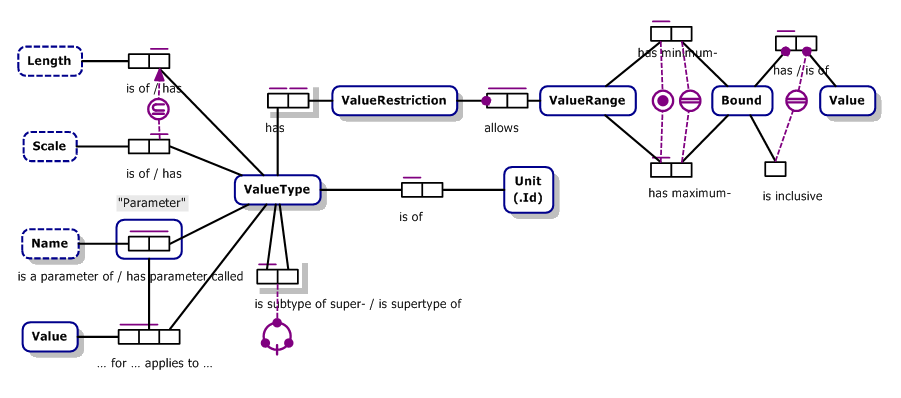 has minimum-
Length
has / is of
is of / has
ValueRestriction
ValueRange
Bound
Value
has
allows
Scale
is of / has
Unit
(.Id)
ValueType
has maximum-
is inclusive
"Parameter"
is of
Name
is a parameter of / has parameter called
is subtype of super- / is supertype of
Value
... for ... applies to ...